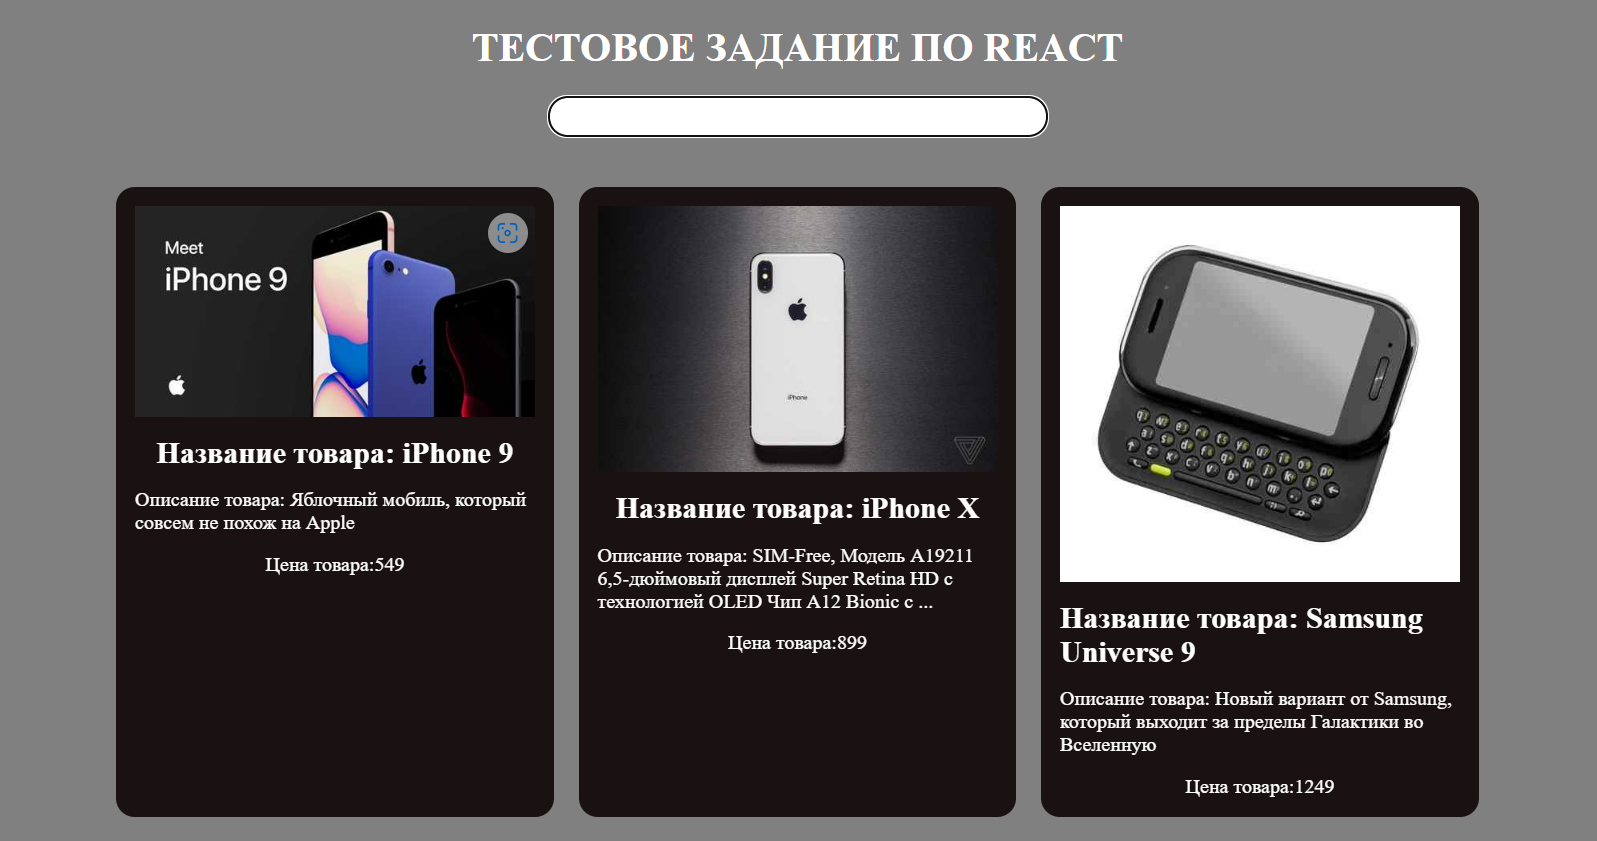 ТЕСТОВОЕ ЗАДАНИЕ ПО REACT
Meet
iPhone 9
Название товара: iPhone 9
Описание товара: Яблочный мобиль, который
совсем не похож на Apple
Цена товара:549
iPhone
Название товара: iPhone X
Описание товара: SIM-Free, Модель A19211
6,5-дюймовый дисплей Super Retina HD с
технологией OLED Чип A12 Bionic с ...
Цена товара:899
Название товара: Samsung
Universe 9
Описание товара: Новый вариант от Samsung,
который выходит за пределы Галактики во
Вселенную
Цена товара:1249